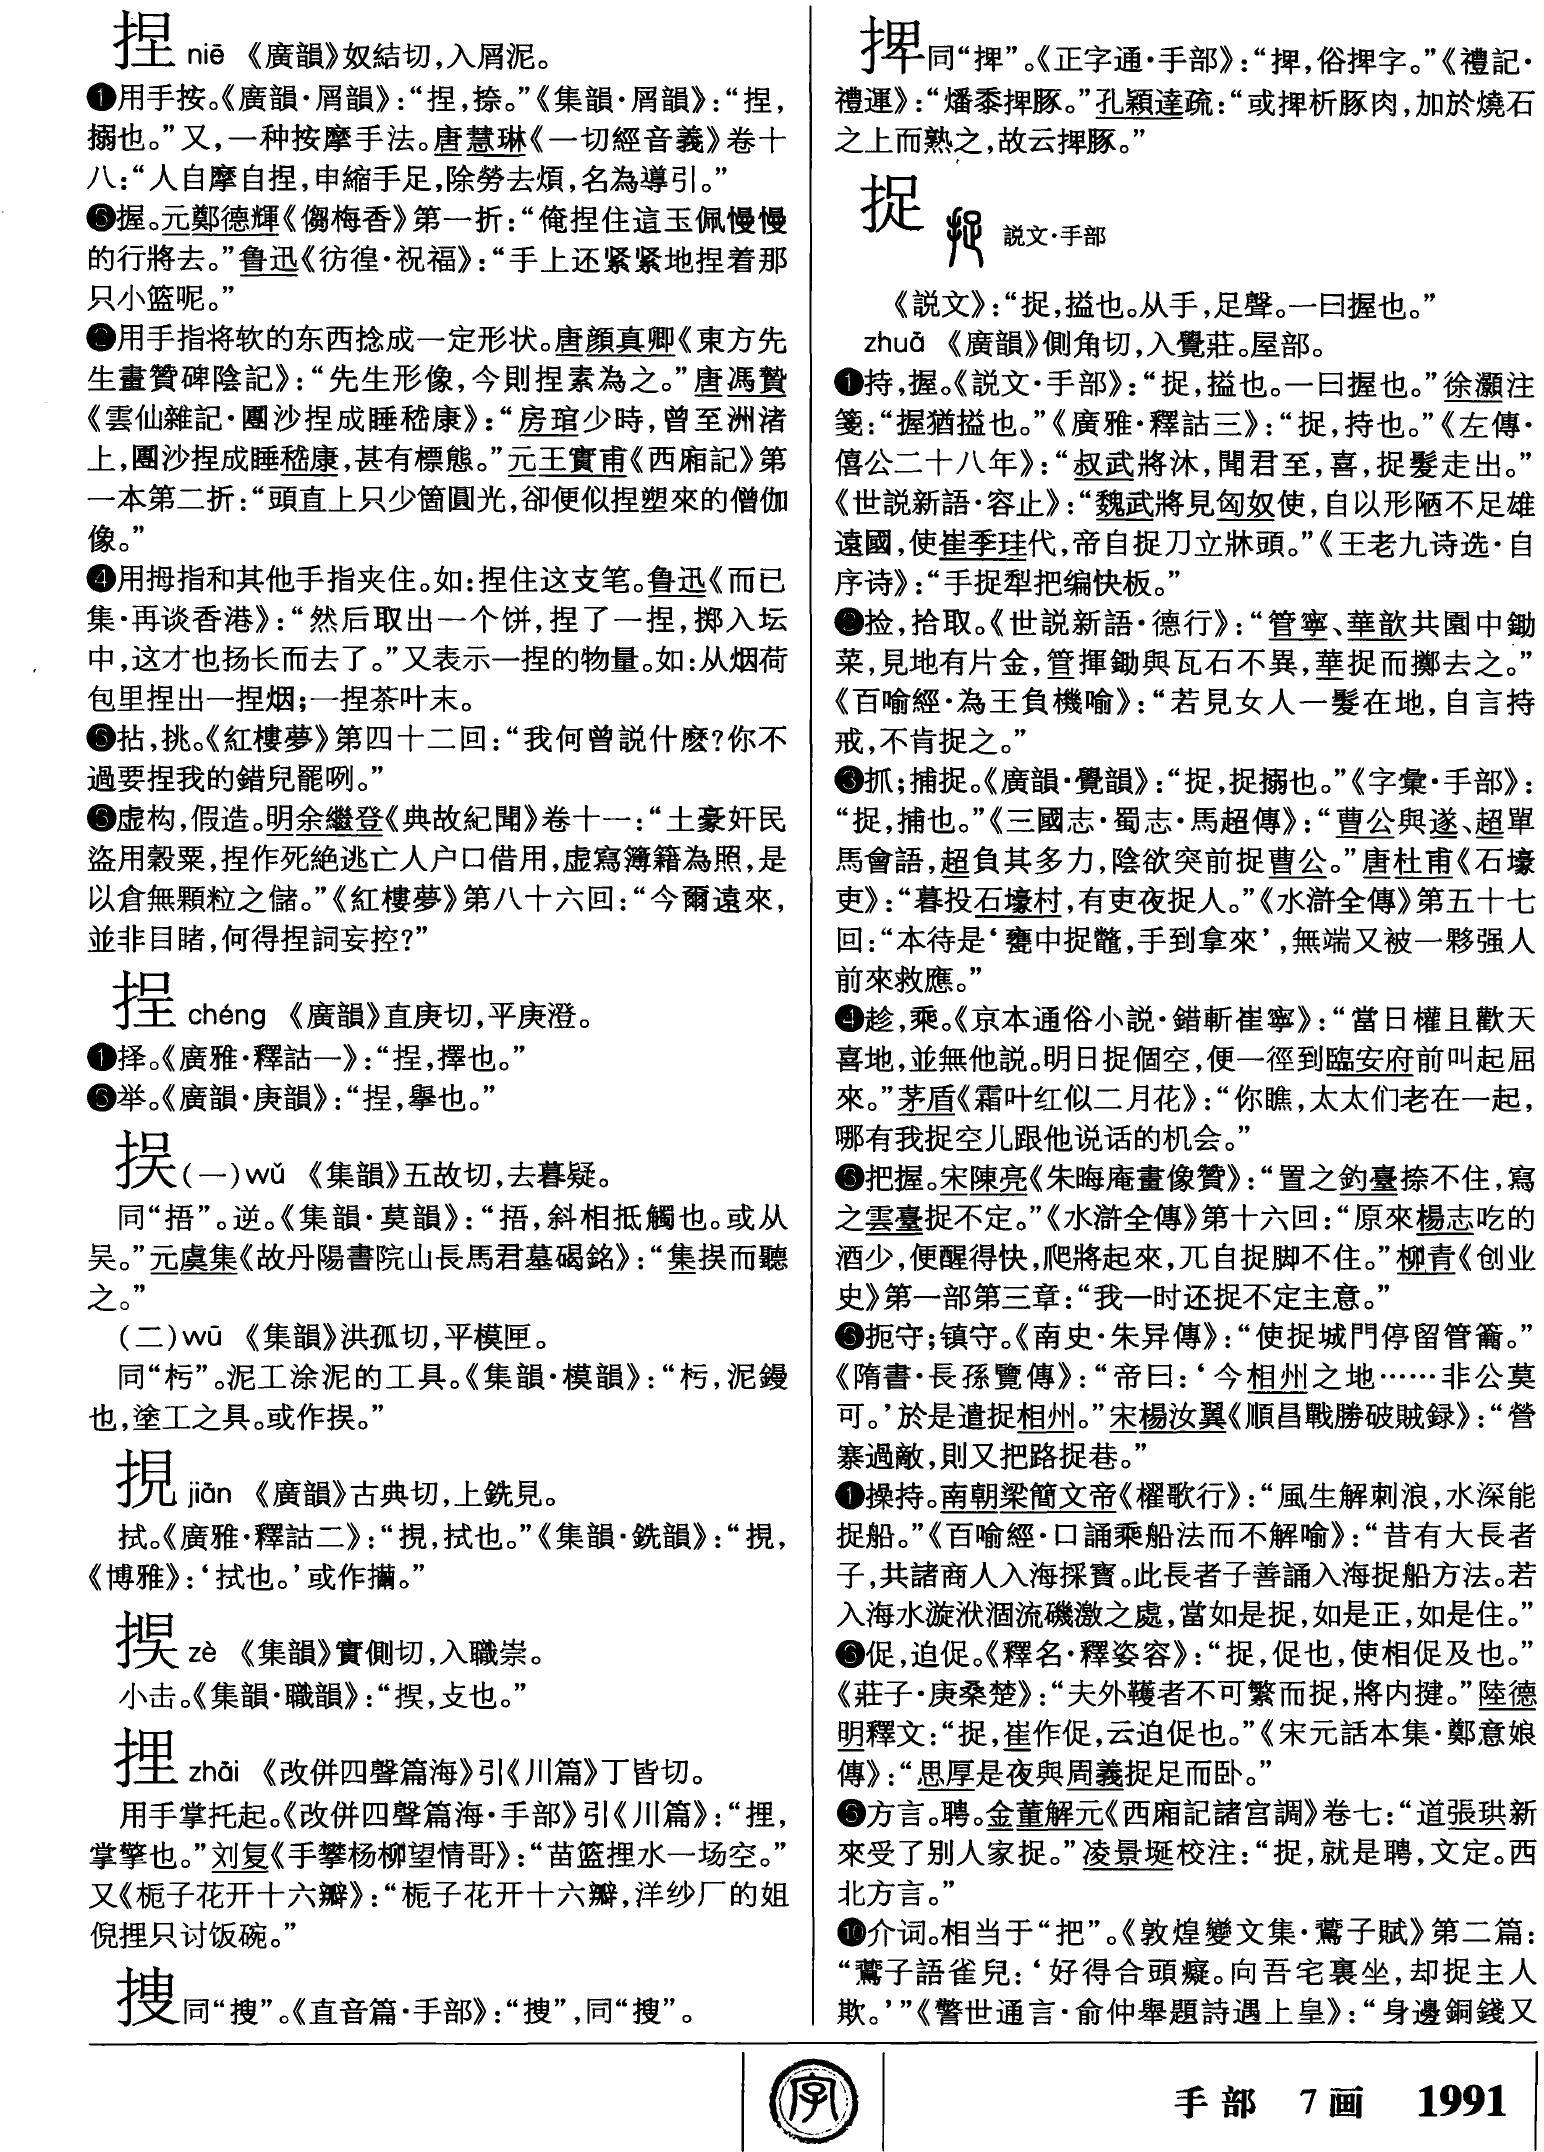 捏 niē 《廣韻》奴結切，入屑泥。
❶用手按。《廣韻·屑韻》：“捏，捺。”《集韻·屑韻》：“捏，
搦也。”又，一种按摩手法。唐慧琳《一切經音義》卷十
八：“人自摩自捏，申縮手足，除勞去煩，名為導引。”
握。元鄭德輝《㑳梅香》第一折：“俺捏住這玉佩慢慢
的行將去。”鲁迅《彷徨·祝福》：“手上还紧紧地捏着那
只小篮呢。”
用手指将软的东西捻成一定形状。唐顔真卿《東方先
生畫贊碑陰記》：“先生形像，今則捏素為之。”唐馮贄
《雲仙雜記·團沙捏成睡嵇康》：“房琯少時，曾至洲渚
上，團沙捏成睡嵇康，甚有標態。”元王實甫《西廂記》第
一本第二折：“頭直上只少箇圓光，卻便似捏塑來的僧伽
像。”
❹用拇指和其他手指夹住。如：捏住这支笔。鲁迅《而已
集·再谈香港》：“然后取出一个饼，捏了一捏，掷入坛
中，这才也扬长而去了。”又表示一捏的物量。如：从烟荷
包里捏出一捏烟；一捏茶叶末。
拈，挑。《紅樓夢》第四十二回：“我何曾説什麽？你不
過要捏我的錯兒罷咧。”
虚构，假造。明余繼登《典故紀聞》卷十一：“土豪奸民
盜用穀粟，捏作死絶逃亡人户口借用，虚寫簿籍為照，是
以倉無顆粒之儲。”《紅樓夢》第八十六回：“今爾遠來，
並非目睹，何得捏詞妄控？”
挰 chéng 《廣韻》直庚切，平庚澄。
❶择。《廣雅·釋詁一》：“挰，擇也。”
举。《廣韻·庚韻》：“挰，舉也。”
捑(一)wǔ 《集韻》五故切，去暮疑。
同“捂”。逆。《集韻·莫韻》：“捂，斜相抵觸也。或从
吴。”元虞集《故丹陽書院山長馬君墓碣銘》：“集而聽
之。”
(二)wū 《集韻》洪孤切，平模匣。
同“杇”。泥工涂泥的工具。《集韻·模韻》：“杇，泥鏝
也，塗工之具。或作。”
挸 jiǎn 《廣韻》古典切，上銑見。
拭。《廣雅·釋詁二》：“挸，拭也。”《集韻·銑韻》：“挸，
《博雅》：‘拭也。’或作𢹲。”
zè 《集韻》實側切，入職崇。
小击。《集韻·職韻》：“，攴也。”
捚 zhāi 《改併四聲篇海》引《川篇》丁皆切。
用手掌托起。《改併四聲篇海·手部》引《川篇》：“捚，
掌擎也。”刘复《手攀杨柳望情哥》：“苗篮捚水一场空。”
又《栀子花开十六瓣》：“栀子花开十六瓣，洋纱厂的姐
倪捚只讨饭碗。”
捜同“搜”。《直音篇·手部》：“捜”，同“搜”。
同“捭”。《正字通·手部》：“，俗捭字。”《禮記·
禮運》：“燔黍捭豚。”孔穎達疏：“或捭析豚肉，加於燒石
之上而熟之，故云捭豚。”
捉 説文·手部
《説文》：“捉，搤也。从手，足聲。一曰握也。”
zhuō 《廣韻》側角切，入覺莊。屋部。
❶持，握。《説文·手部》：“捉，搤也。一曰握也。”徐灝注
箋：“握猶搤也。”《廣雅·釋詁三》：“捉，持也。”《左傳·
僖公二十八年》：“叔武將沐，聞君至，喜，捉髮走出。”
《世説新語·容止》：“魏武將見匈奴使，自以形陋不足雄
遠國，使崔季珪代，帝自捉刀立牀頭。”《王老九诗选·自
序诗》：“手捉犁把编快板。”
❷捡，拾取。《世説新語·德行》：“管寧、華歆共園中鋤
菜，見地有片金，管揮鋤與瓦石不異，華捉而擲去之。”
《百喻經·為王負機喻》：“若見女人一髮在地，自言持
戒，不肯捉之。”
❸抓；捕捉。《廣韻·覺韻》：“捉，捉搦也。”《字彙·手部》：
“捉，捕也。”《三國志·蜀志·馬超傳》：“曹公與遂、超單
馬會語，超負其多力，陰欲突前捉曹公。”唐杜甫《石壕
吏》：“暮投石壕村，有吏夜捉人。”《水滸全傳》第五十七
回：“本待是‘甕中捉鼈，手到拿來’，無端又被一夥强人
前來救應。”
❹趁，乘。《京本通俗小説·錯斬崔寧》：“當日權且歡天
喜地，並無他説。明日捉個空，便一徑到臨安府前叫起屈
來。”茅盾《霜叶红似二月花》：“你瞧，太太们老在一起，
哪有我捉空儿跟他说话的机会。”
把握。宋陳亮《朱晦庵畫像贊》：“置之釣臺捺不住，寫
之雲臺捉不定。”《水滸全傳》第十六回：“原來楊志吃的
酒少，便醒得快，爬將起來，兀自捉脚不住。”柳青《创业
史》第一部第三章：“我一时还捉不定主意。”
扼守；镇守。《南史·朱异傳》：“使捉城門停留管籥。”
《隋書·長孫覽傳》：“帝曰：‘今相州之地……非公莫
可。’於是遣捉相州。”宋楊汝翼《順昌戰勝破賊録》：“營
寨過敵，則又把路捉巷。”
操持。南朝梁簡文帝《櫂歌行》：“風生解刺浪，水深能
捉船。”《百喻經·口誦乘船法而不解喻》：“昔有大長者
子，共諸商人入海採寶。此長者子善誦入海捉船方法。若
入海水漩洑洄流磯激之處，當如是捉，如是正，如是住。”
促，迫促。《釋名·釋姿容》：“捉，促也，使相促及也。”
《莊子·庚桑楚》：“夫外韄者不可繁而捉，將内揵。”陸德
明釋文：“捉，崔作促，云迫促也。”《宋元話本集·鄭意娘
傳》：“思厚是夜與周義捉足而卧。”
方言。聘。金董解元《西廂記諸宫調》卷七：“道張珙新
來受了别人家捉。”凌景埏校注：“捉，就是聘，文定。西
北方言。”
❿介词。相当于“把”。《敦煌變文集·鷰子賦》第二篇：
“鷰子語雀兒：‘好得合頭癡。向吾宅裏坐，却捉主人
欺。’”《警世通言·俞仲舉題詩遇上皇》：“身邊銅錢又
字
手部 7画 1991